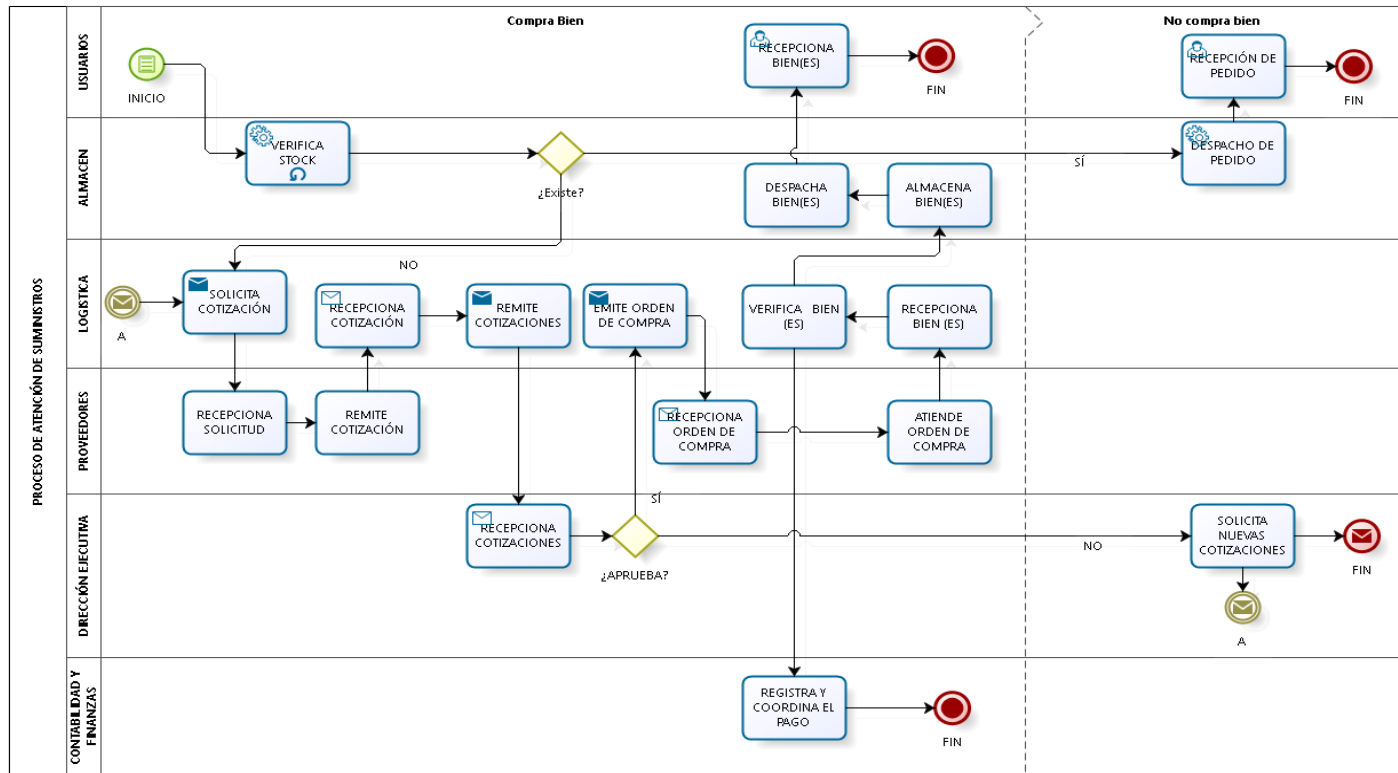 Compra Bien
No compra bien
PROCESO DE ATENCIÓN DE SUMINISTROS
USUARIOS
INICIO
RECEPCIONA
BIEN(ES)
FIN
RECEPCIÓN DE
PEDIDO
FIN
ALMACEN
VERIFICA
STOCK
¿Existe?
SÍ
DESPACHO DE
PEDIDO
DESPACHA
BIEN(ES)
ALMACENA
BIEN(ES)
LOGISTICA
NO
A
SOLICITA
COTIZACIÓN
RECEPCIONA
COTIZACIÓN
REMITE
COTIZACIONES
EMITE ORDEN
DE COMPRA
VERIFICA BIEN
(ES)
RECEPCIONA
BIEN (ES)
PROVEEDORES
RECEPCIONA
SOLICITUD
REMITE
COTIZACIÓN
RECEPCIONA
ORDEN DE
COMPRA
ATIENDE
ORDEN DE
COMPRA
DIRECCIÓN EJECUTIVA
SÍ
RECEPCIONA
COTIZACIONES
¿APRUEBA?
NO
SOLICITA
NUEVAS
COTIZACIONES
FIN
A
CONTABILIDAD Y
FINANZAS
REGISTRA Y
COORDINA EL
PAGO
FIN